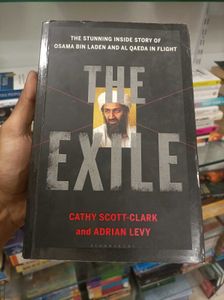 THE STUNNING INSIDE STORY OF
OSAMA BIN LADEN AND AL QAEDA IN FLIGHT
THE
EXILE
CATHY SCOTT-CLARK
and ADRIAN LEVY
BLOOMSBURY